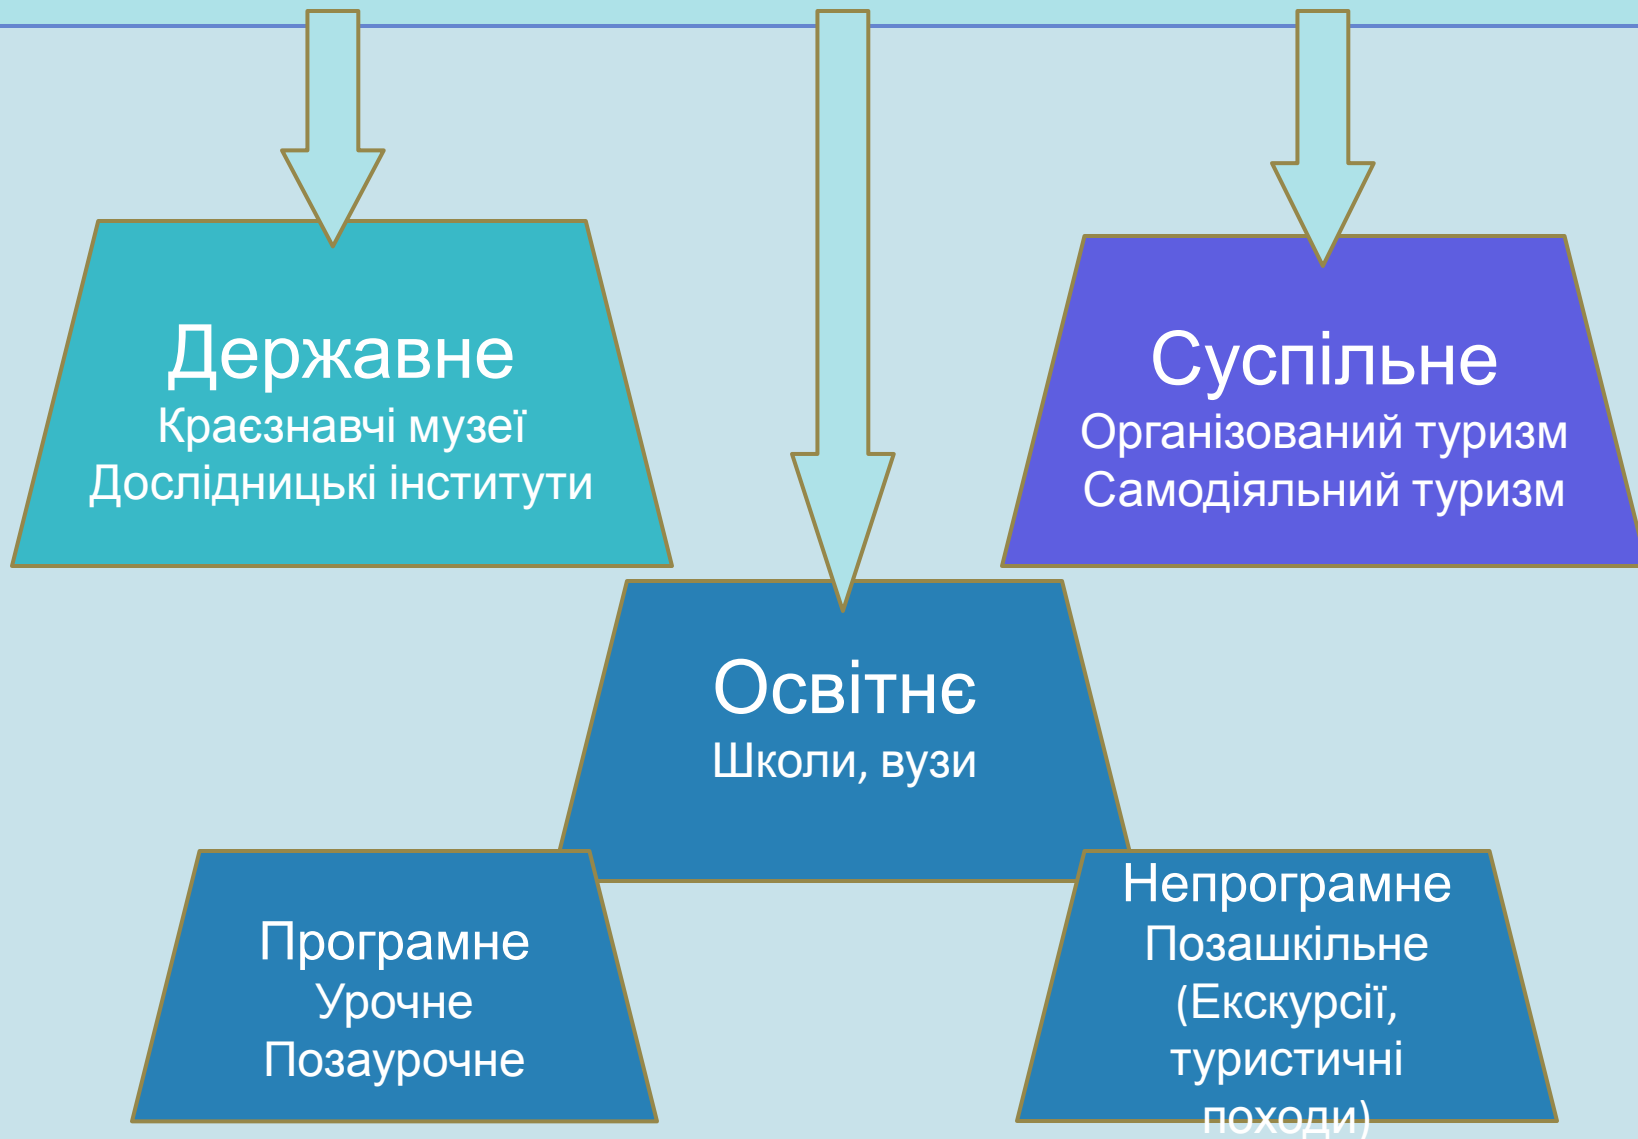 Державне
Краєзнавчі музеї
Дослідницькі інститути
Суспільне
Організований туризм
Самодіяльний туризм
Освітнє
Школи, вузи
Програмне
Урочне
Позаурочне
Непрограмне
Позашкільне
(Екскурсії,
туристичні
походи)